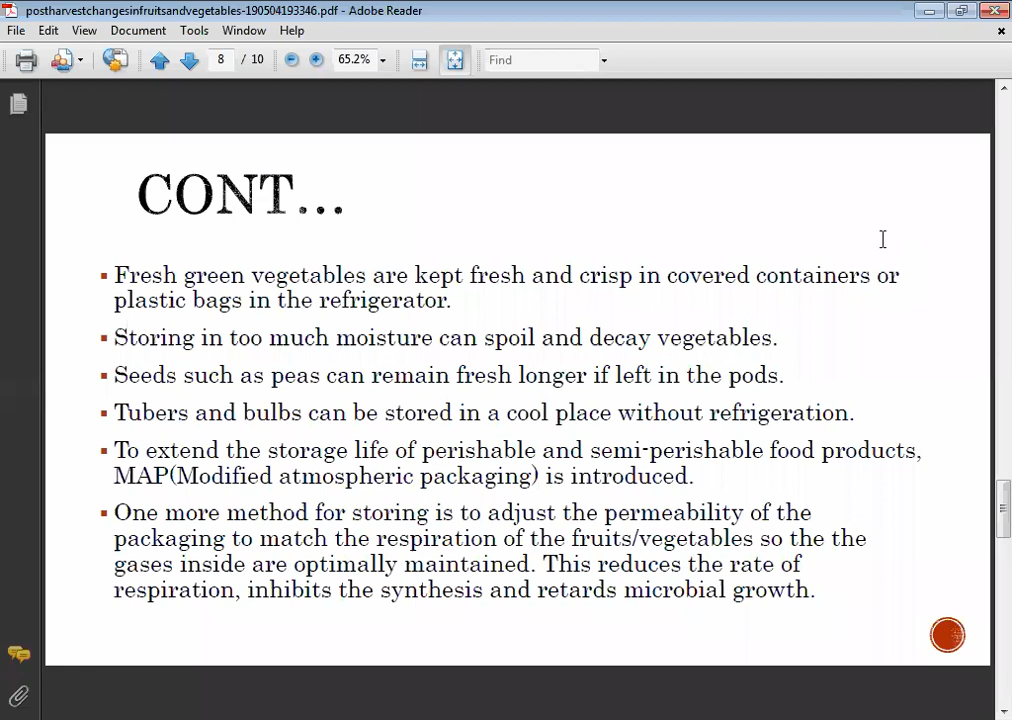 postharvestchangesinfruitsandvegetables-190504193346.pdf - Adobe Reader
File Edit View Document Tools Window Help
8 / 10 65.2% Find
CONT...
▪ Fresh green vegetables are kept fresh and crisp in covered containers or
plastic bags in the refrigerator.
▪ Storing in too much moisture can spoil and decay vegetables.
▪ Seeds such as peas can remain fresh longer if left in the pods.
▪ Tubers and bulbs can be stored in a cool place without refrigeration.
▪ To extend the storage life of perishable and semi-perishable food products,
MAP(Modified atmospheric packaging) is introduced.
▪ One more method for storing is to adjust the permeability of the
packaging to match the respiration of the fruits/vegetables so the the
gases inside are optimally maintained. This reduces the rate of
respiration, inhibits the synthesis and retards microbial growth.